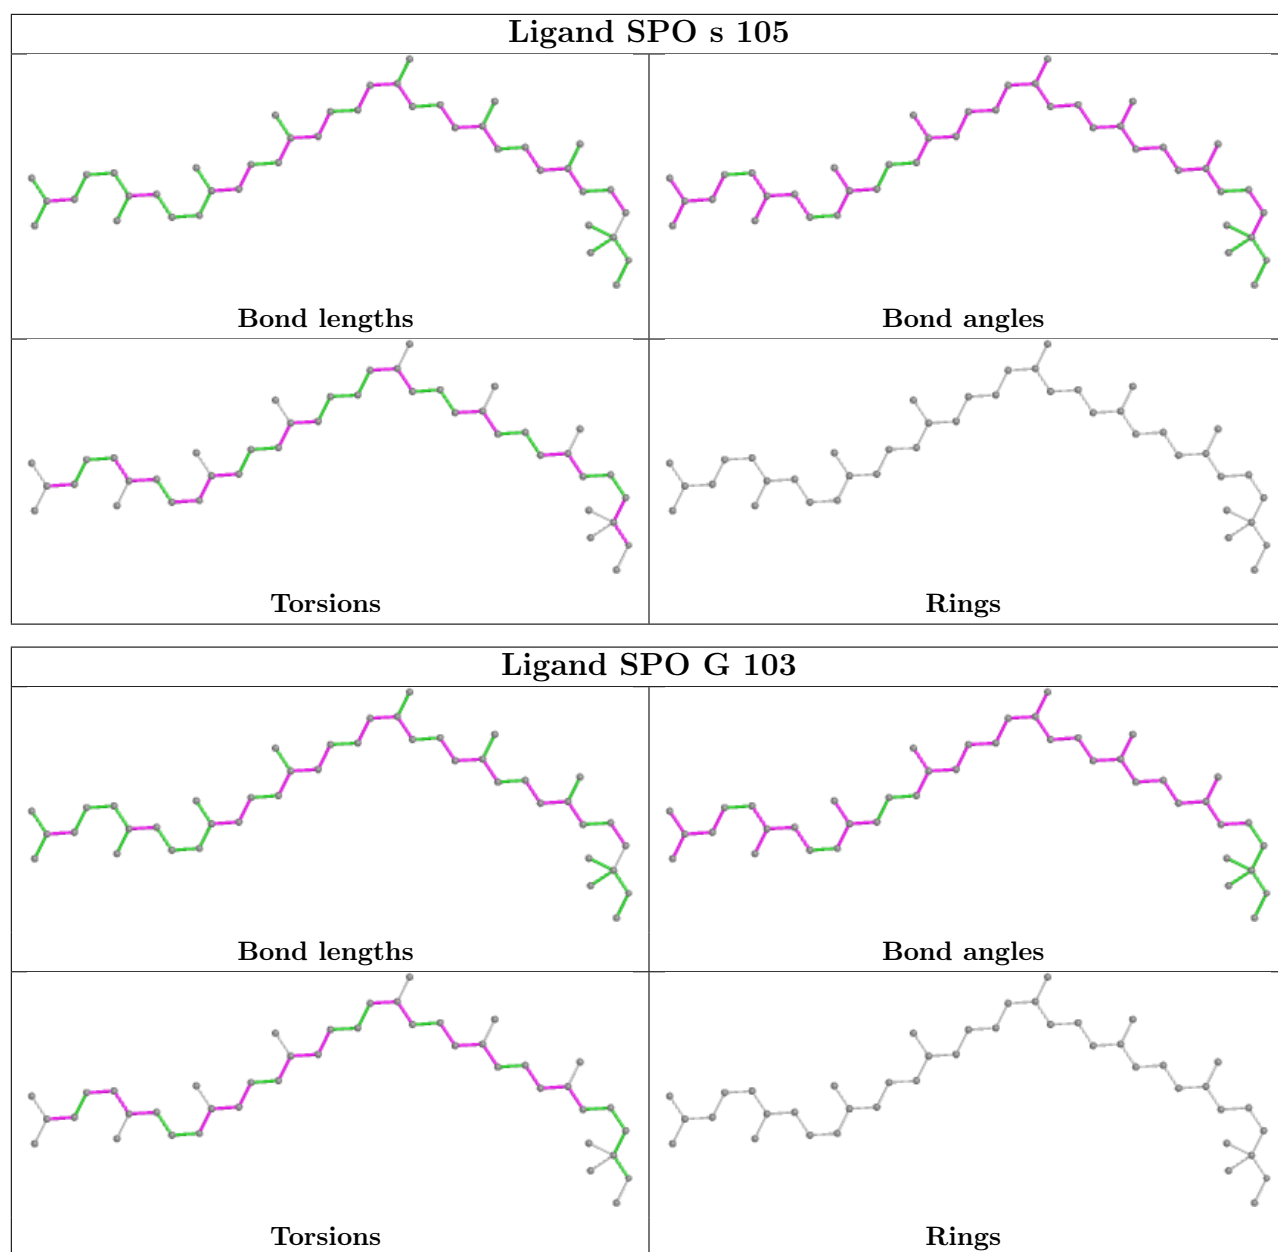 Ligand SPO s 105
Bond lengths
Bond angles
Torsions
Rings
Ligand SPO G 103
Bond lengths
Bond angles
Torsions
Rings